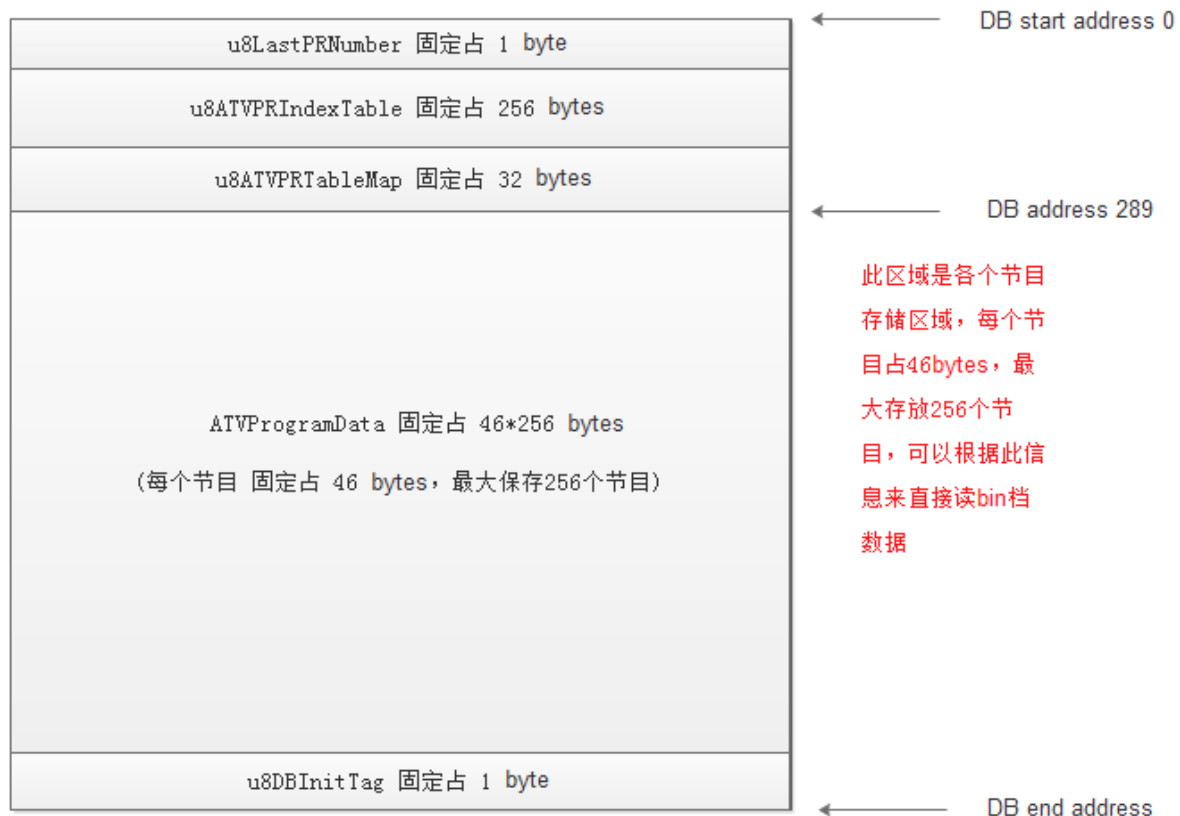 DB start address 0
u8LastPRNumber 固定占 1 byte
u8ATVPRIndexTable 固定占 256 bytes
u8ATVPRTableMap 固定占 32 bytes
DB address 289
此区域是各个节目
存储区域，每个节
目占46bytes，最
大存放256个节
目，可以根据此信
息来直接读bin档
数据
ATVProgramData 固定占 46*256 bytes
(每个节目 固定占 46 bytes，最大保存256个节目)
u8DBInitTag 固定占 1 byte
DB end address